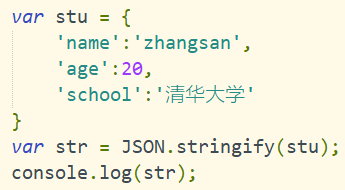 var stu = {
    'name':'zhangsan',
    'age':20,
    'school':'清华大学'
}
var str = JSON.stringify(stu);
console.log(str);